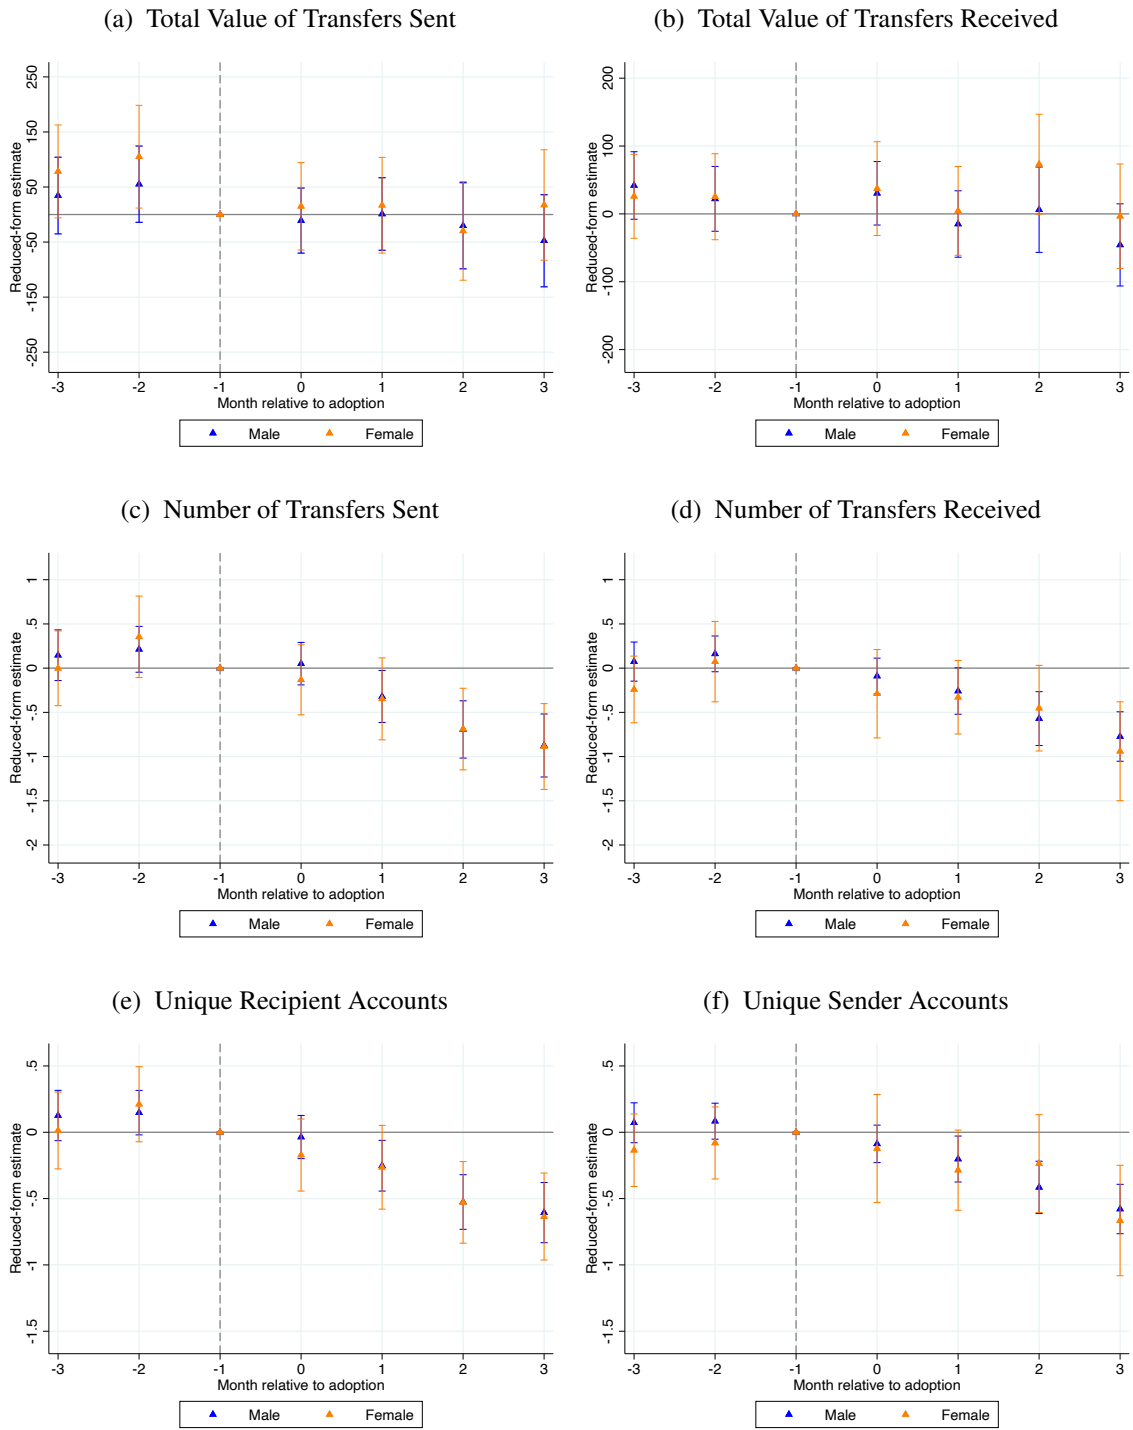 (a) Total Value of Transfers Sent
Reduced-form estimate
250
150
50
-50
-150
-250
-3 -2 -1 0 1 2 3
Month relative to adoption
Male Female
(b) Total Value of Transfers Received
Reduced-form estimate
200
100
0
-100
-200
-3 -2 -1 0 1 2 3
Month relative to adoption
Male Female
(c) Number of Transfers Sent
Reduced-form estimate
1
.5
0
-.5
-1
-1.5
-2
-3 -2 -1 0 1 2 3
Month relative to adoption
Male Female
(d) Number of Transfers Received
Reduced-form estimate
1
.5
0
-.5
-1
-1.5
-2
-3 -2 -1 0 1 2 3
Month relative to adoption
Male Female
(e) Unique Recipient Accounts
Reduced-form estimate
.5
0
-.5
-1
-1.5
-3 -2 -1 0 1 2 3
Month relative to adoption
Male Female
(f) Unique Sender Accounts
Reduced-form estimate
.5
0
-.5
-1
-1.5
-3 -2 -1 0 1 2 3
Month relative to adoption
Male Female